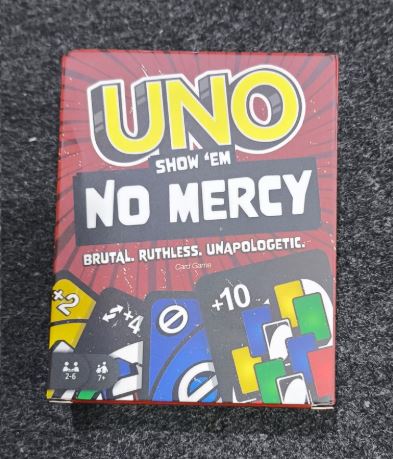 UNO
SHOW 'EM
NO MERCY
BRUTAL. RUTHLESS. UNAPOLOGETIC.
Card Game
×2
+4
+10
2-6
7+